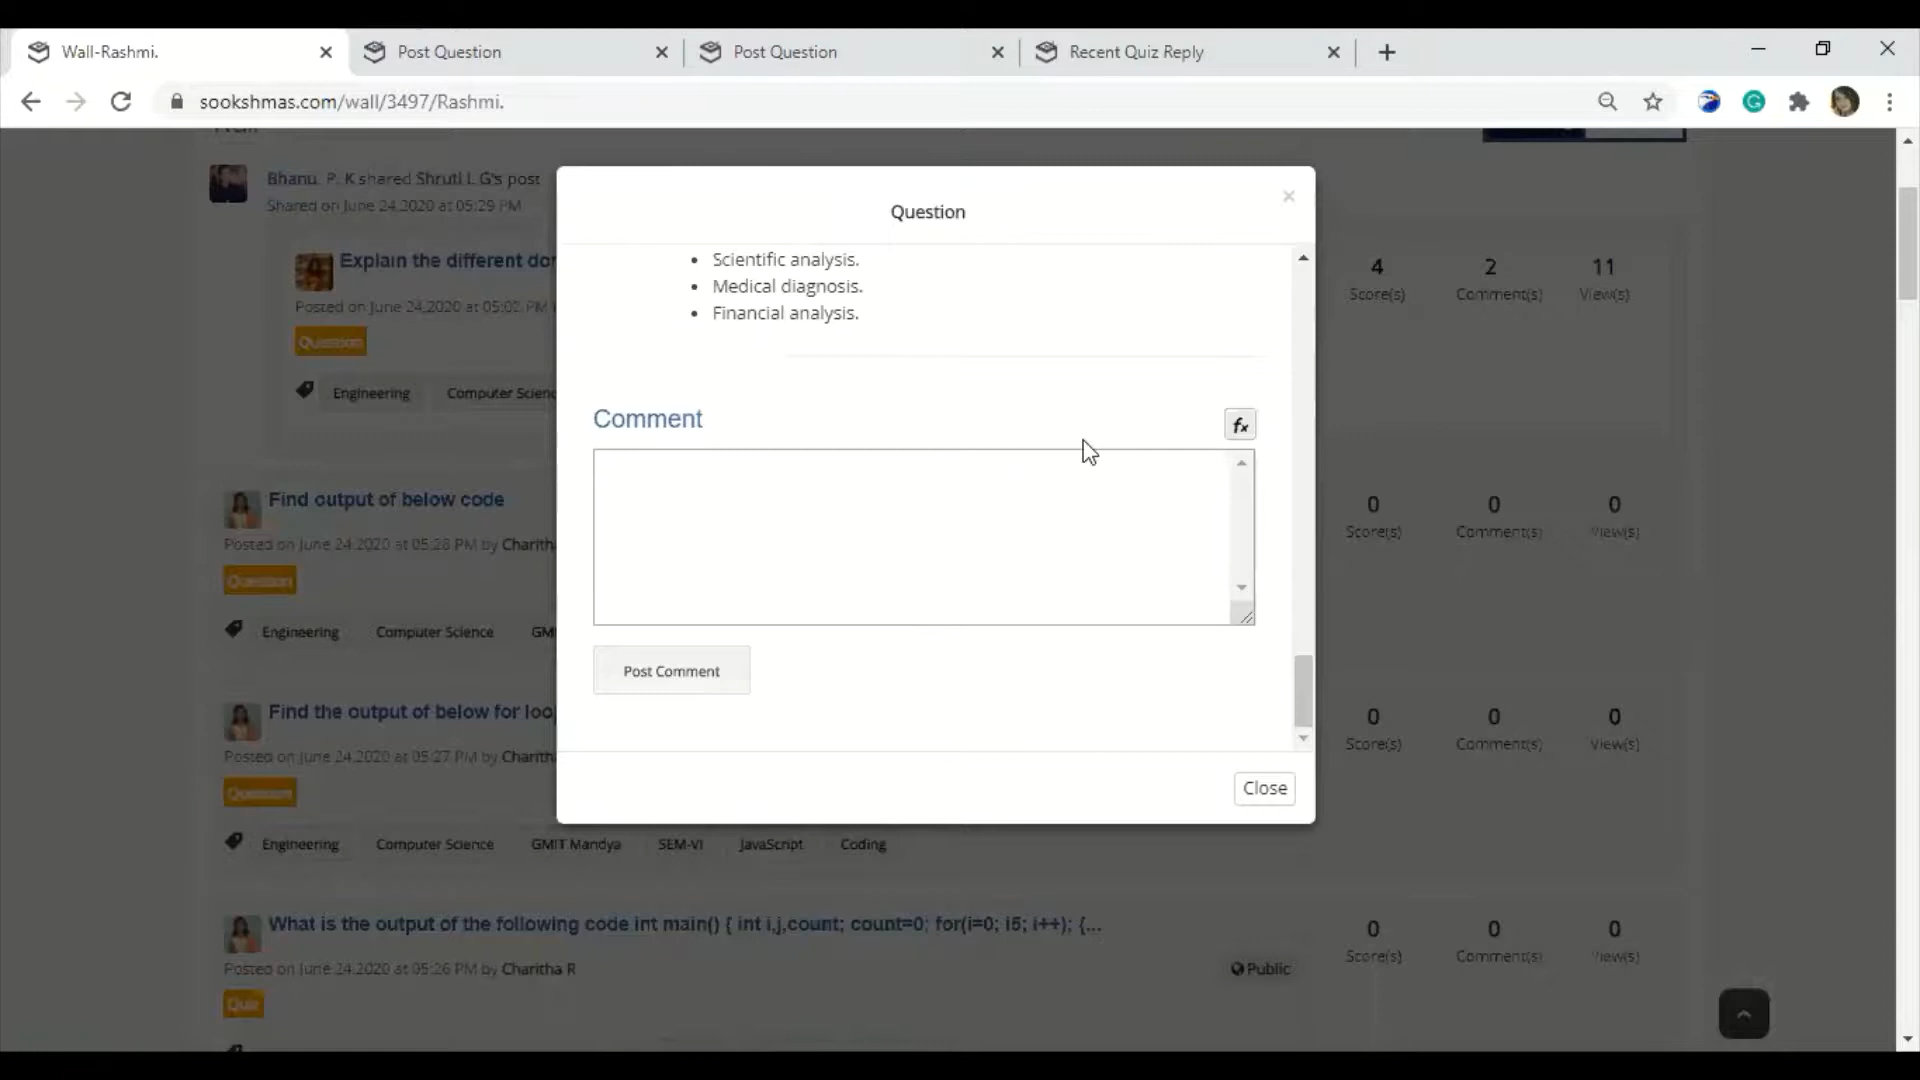 Wall-Rashmi.
Post Question
Post Question
Recent Quiz Reply
sookshmas.com/wall/3497/Rashmi.
Bhanu. P. K shared Shruti L G's post
Shared on June 24,2020 at 05:29 PM
Explain the different do
Posted on June 24,2020 at 05:02 PM
Question
Engineering Computer Scienc
4 2 11
Score(s) Comment(s) View(s)
Question
Scientific analysis.
Medical diagnosis.
Financial analysis.
Comment
fx
Post Comment
Close
Find output of below code
Posted on June 24,2020 at 05:28 PM by Charith
Question
Engineering Computer Science GM
0 0 0
Score(s) Comment(s) View(s)
Find the output of below for loo
Posted on June 24,2020 at 05:27 PM by Charith
Question
Engineering Computer Science GMIT Mandya SEM-VI JavaScript Coding
0 0 0
Score(s) Comment(s) View(s)
What is the output of the following code int main() { int i,j,count; count=0; for(i=0; i5; i++); {...
Posted on June 24,2020 at 05:26 PM by Charitha R
Public
Quiz
0 0 0
Score(s) Comment(s) View(s)